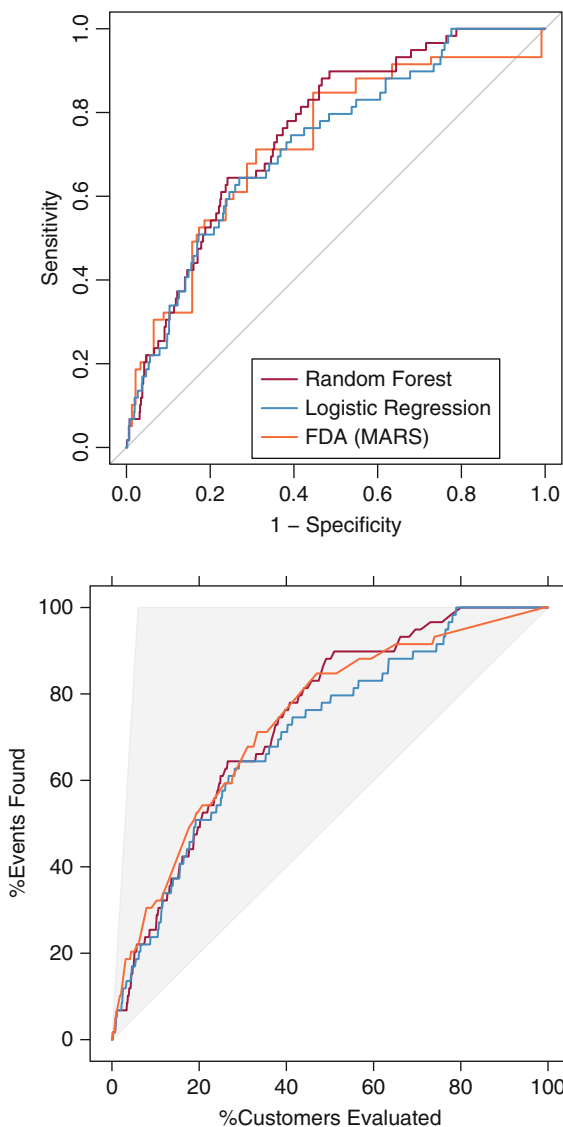 1.0
0.8
0.6
0.4
0.2
0.0
Sensitivity
Random Forest
Logistic Regression
FDA (MARS)
0.0 0.2 0.4 0.6 0.8 1.0
1 − Specificity
100
80
60
40
20
0
%Events Found
0 20 40 60 80 100
%Customers Evaluated